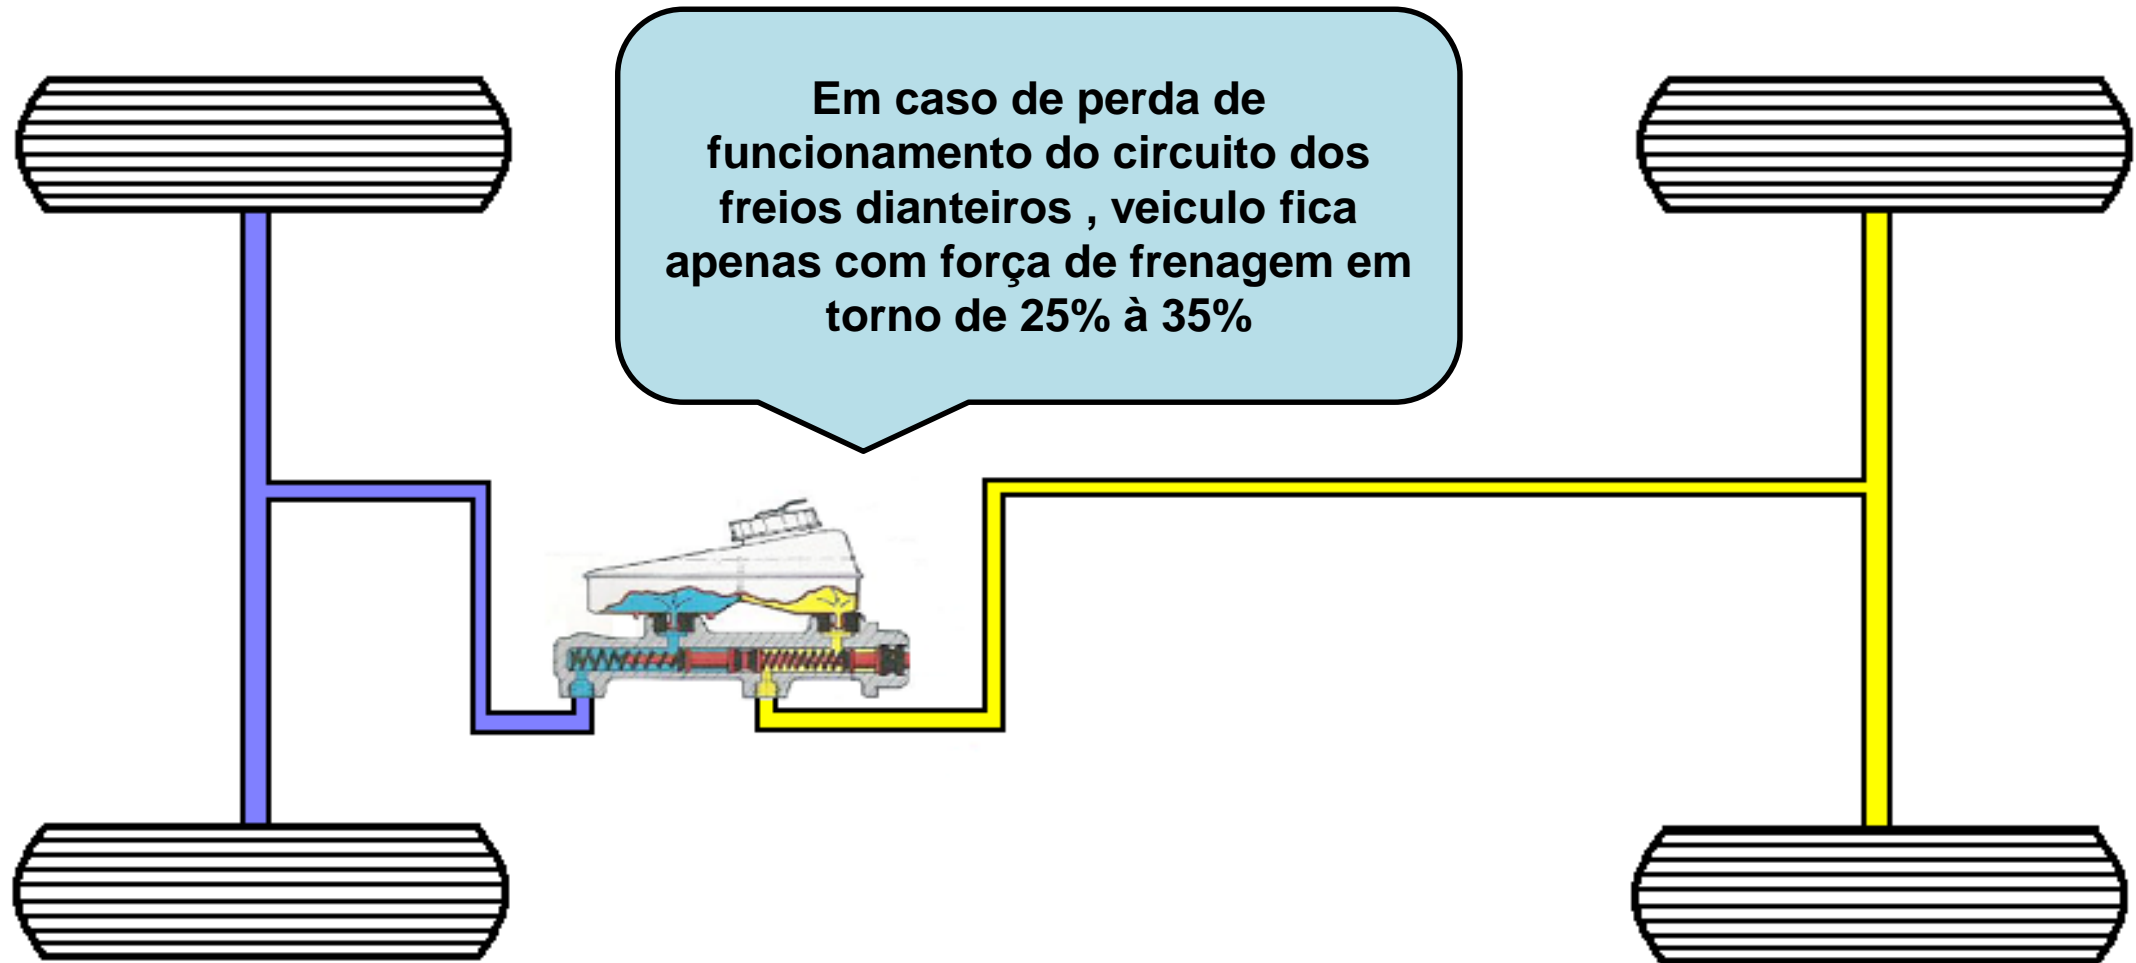 Em caso de perda de
funcionamento do circuito dos
freios dianteiros , veiculo fica
apenas com força de frenagem em
torno de 25% à 35%